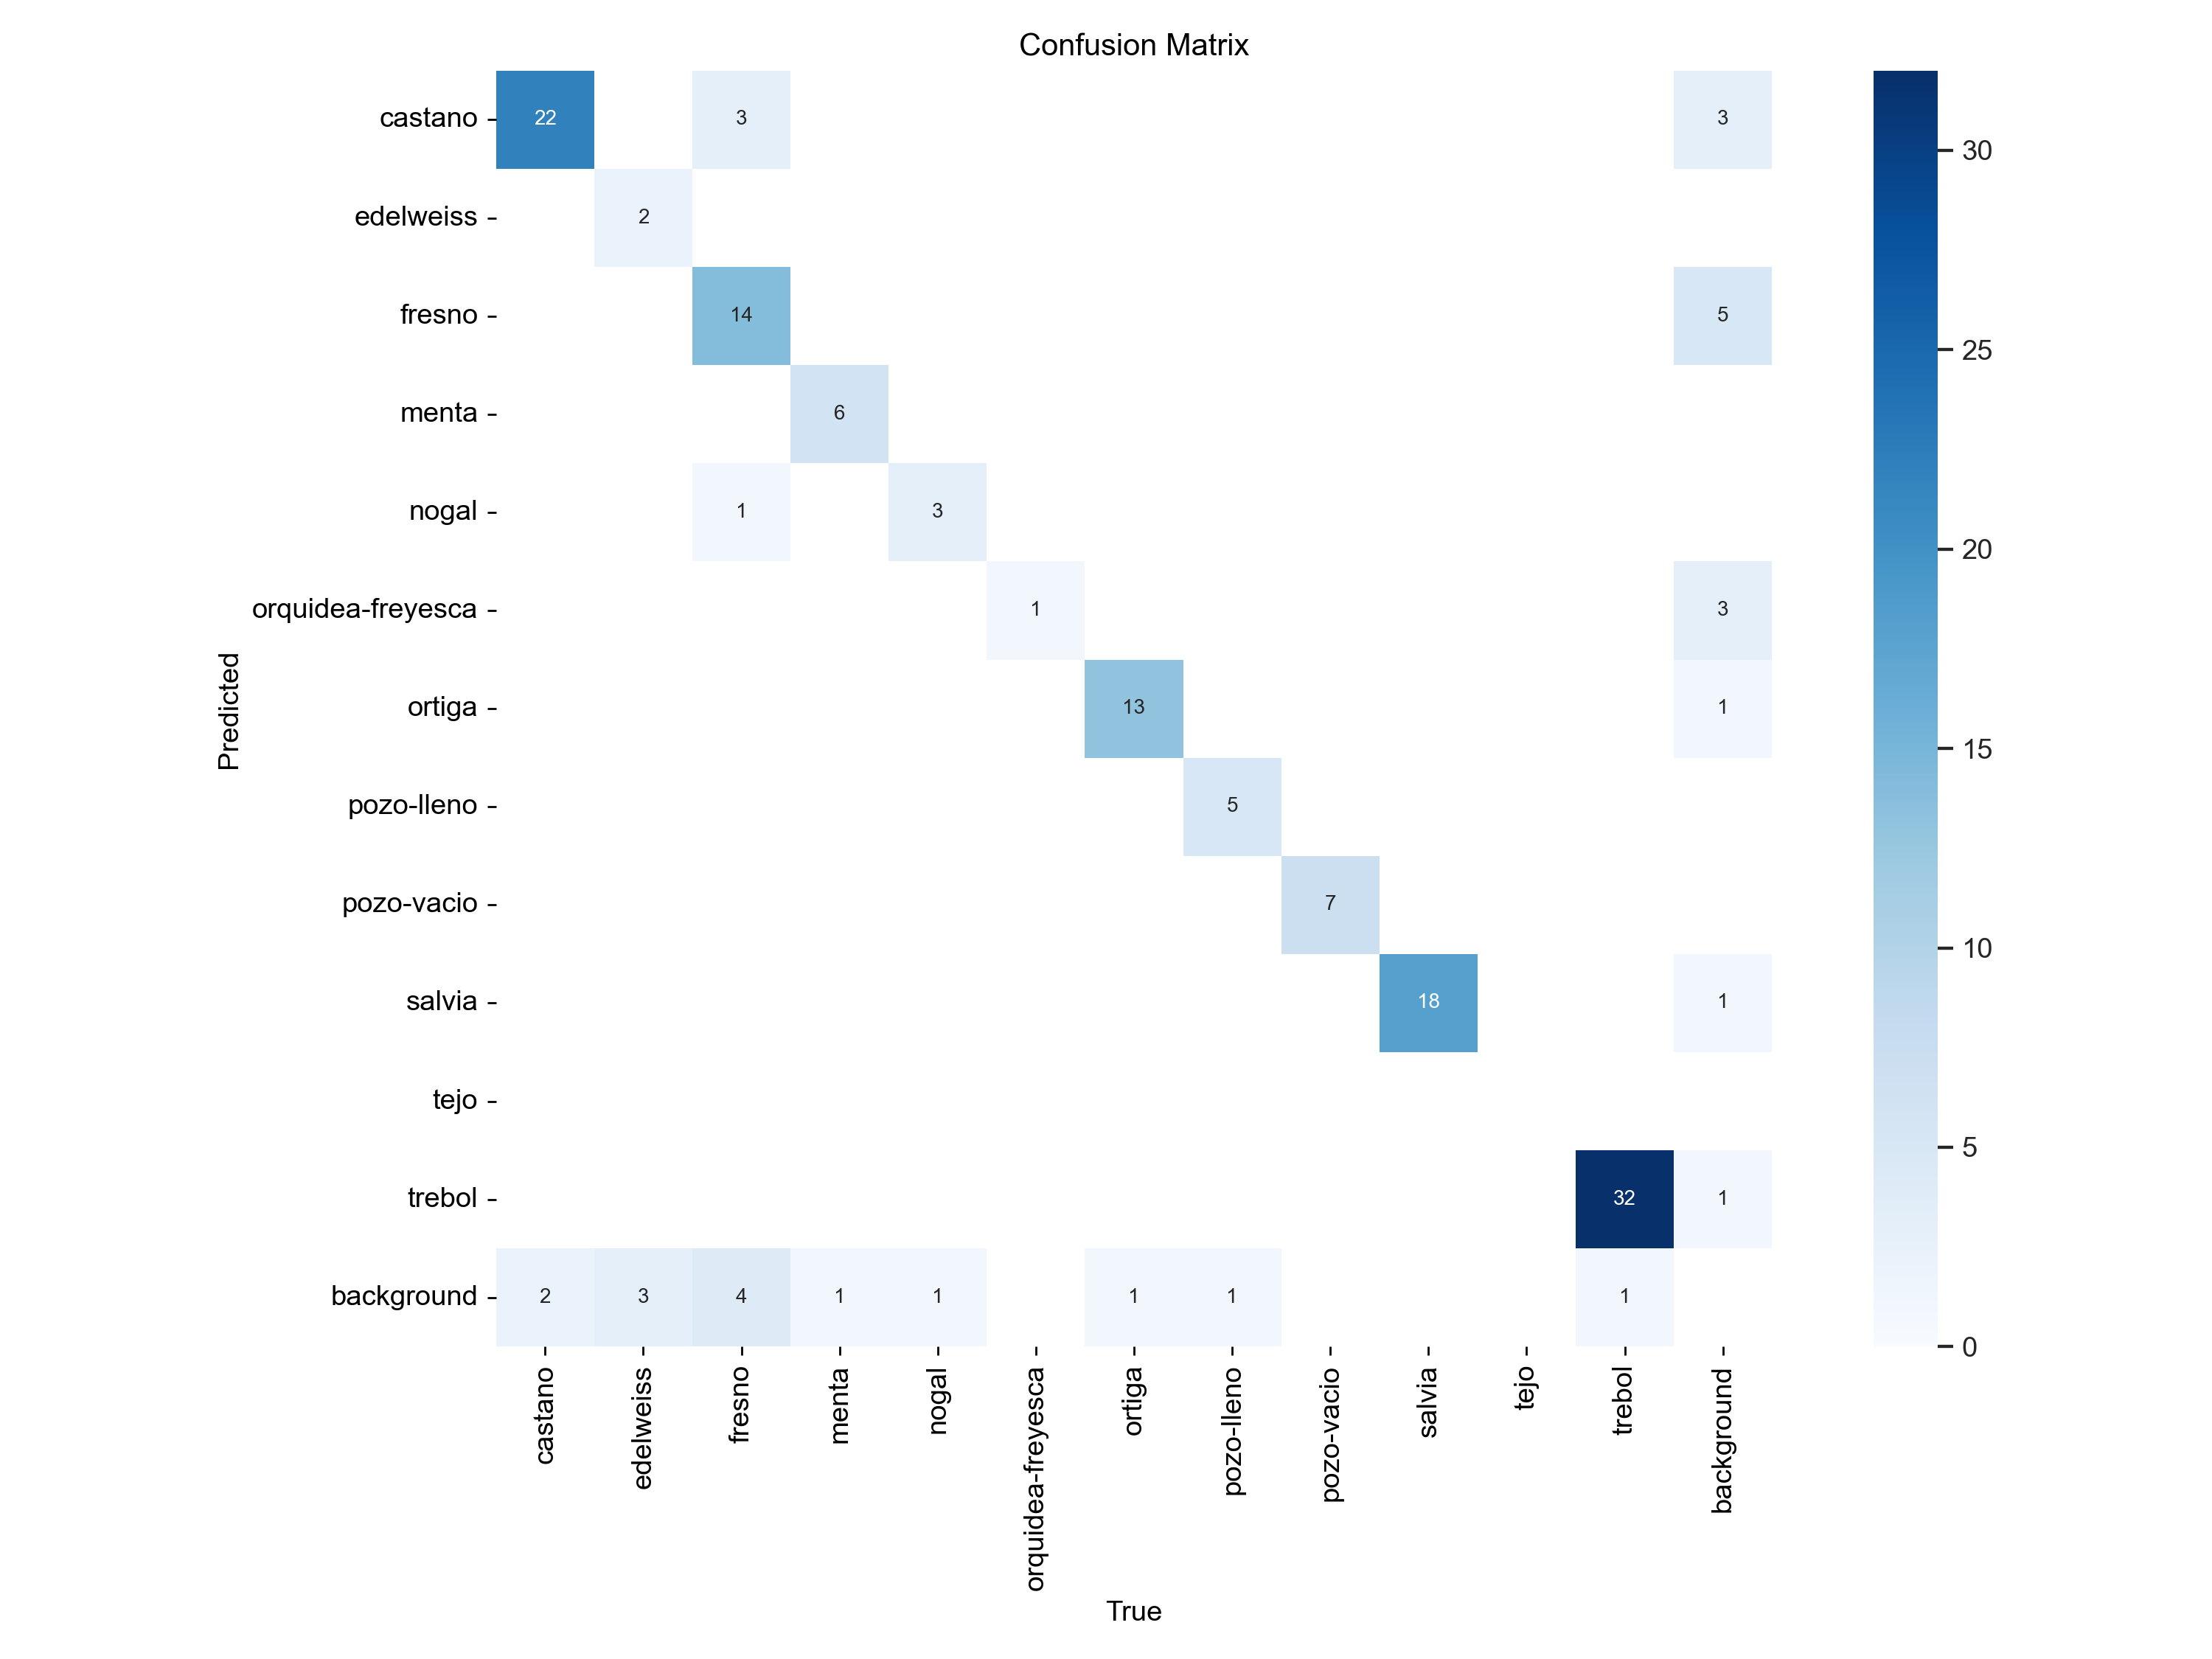 Confusion Matrix
castano 22 3 3
edelweiss 2
fresno 14 5
menta 6
nogal 1 3
orquidea-freyesca 1 3
ortiga 13 1
pozo-lleno 5
pozo-vacio 7
salvia 18 1
tejo
trebol 32 1
background 2 3 4 1 1 1 1 1
Predicted
castano edelweiss fresno menta nogal orquidea-freyesca ortiga pozo-lleno pozo-vacio salvia tejo trebol background
True
30
25
20
15
10
5
0